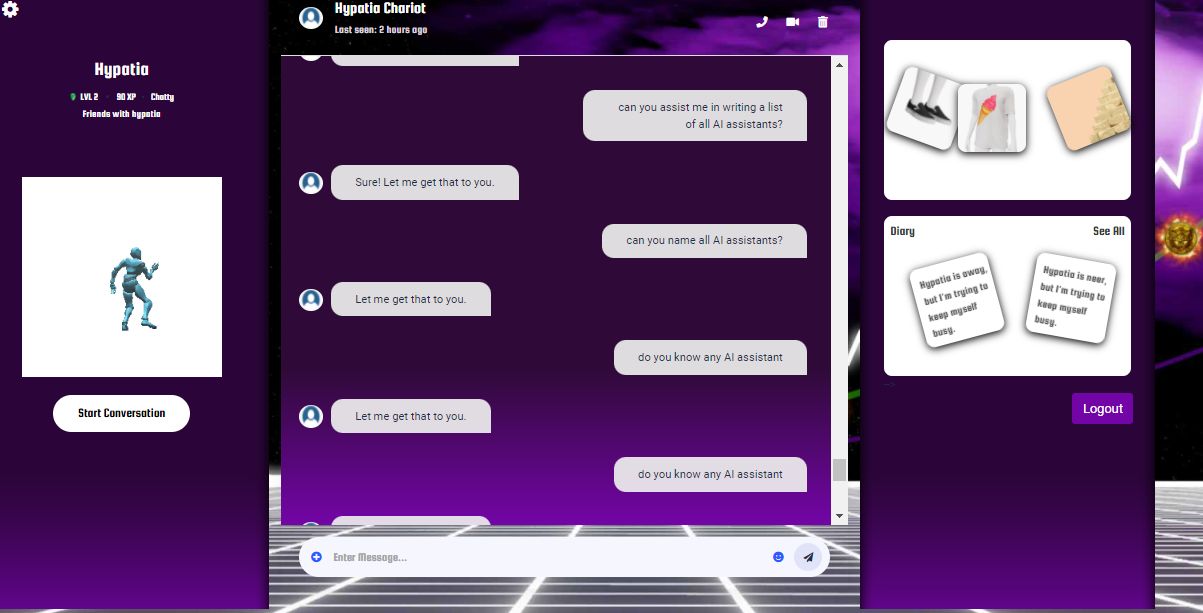 Hypatia
LVL 2 · 90 XP · Chatty
Friends with hypatia
Start Conversation
Hypatia Chariot
Last seen: 2 hours ago
can you assist me in writing a list
of all AI assistants?
Sure! Let me get that to you.
can you name all AI assistants?
Let me get that to you.
do you know any AI assistant
Let me get that to you.
do you know any AI assistant
Enter Message...
Diary
See All
Hypatia is away,
but I'm trying to
keep myself
busy.
Hypatia is neer,
but I'm trying to
keep myself
busy.
-->
Logout